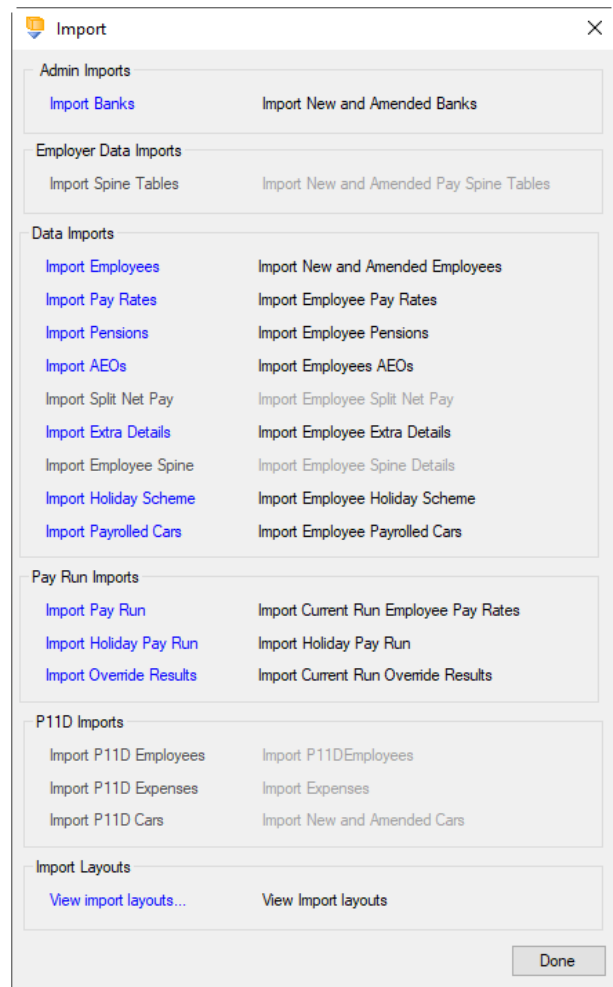 Import
Admin Imports
Import Banks Import New and Amended Banks
Employer Data Imports
Import Spine Tables Import New and Amended Pay Spine Tables
Data Imports
Import Employees Import New and Amended Employees
Import Pay Rates Import Employee Pay Rates
Import Pensions Import Employee Pensions
Import AEOs Import Employees AEOs
Import Split Net Pay Import Employee Split Net Pay
Import Extra Details Import Employee Extra Details
Import Employee Spine Import Employee Spine Details
Import Holiday Scheme Import Employee Holiday Scheme
Import Payrolled Cars Import Employee Payrolled Cars
Pay Run Imports
Import Pay Run Import Current Run Employee Pay Rates
Import Holiday Pay Run Import Holiday Pay Run
Import Override Results Import Current Run Override Results
P11D Imports
Import P11D Employees Import P11DEmployees
Import P11D Expenses Import Expenses
Import P11D Cars Import New and Amended Cars
Import Layouts
View import layouts... View Import layouts
Done